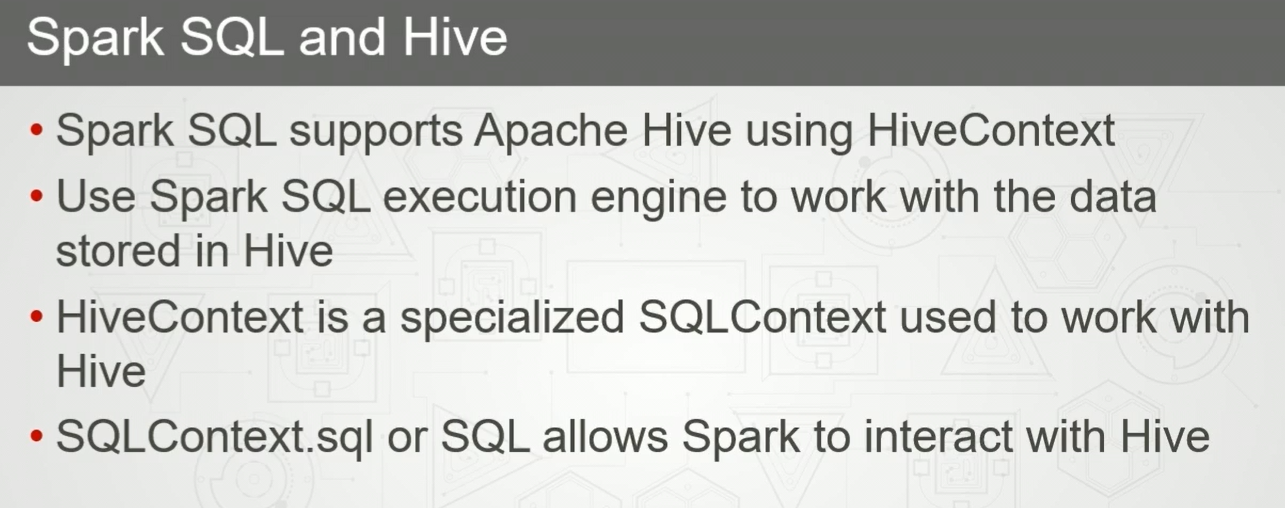 Spark SQL and Hive
• Spark SQL supports Apache Hive using HiveContext
• Use Spark SQL execution engine to work with the data
stored in Hive
• HiveContext is a specialized SQLContext used to work with
Hive
• SQLContext.sql or SQL allows Spark to interact with Hive